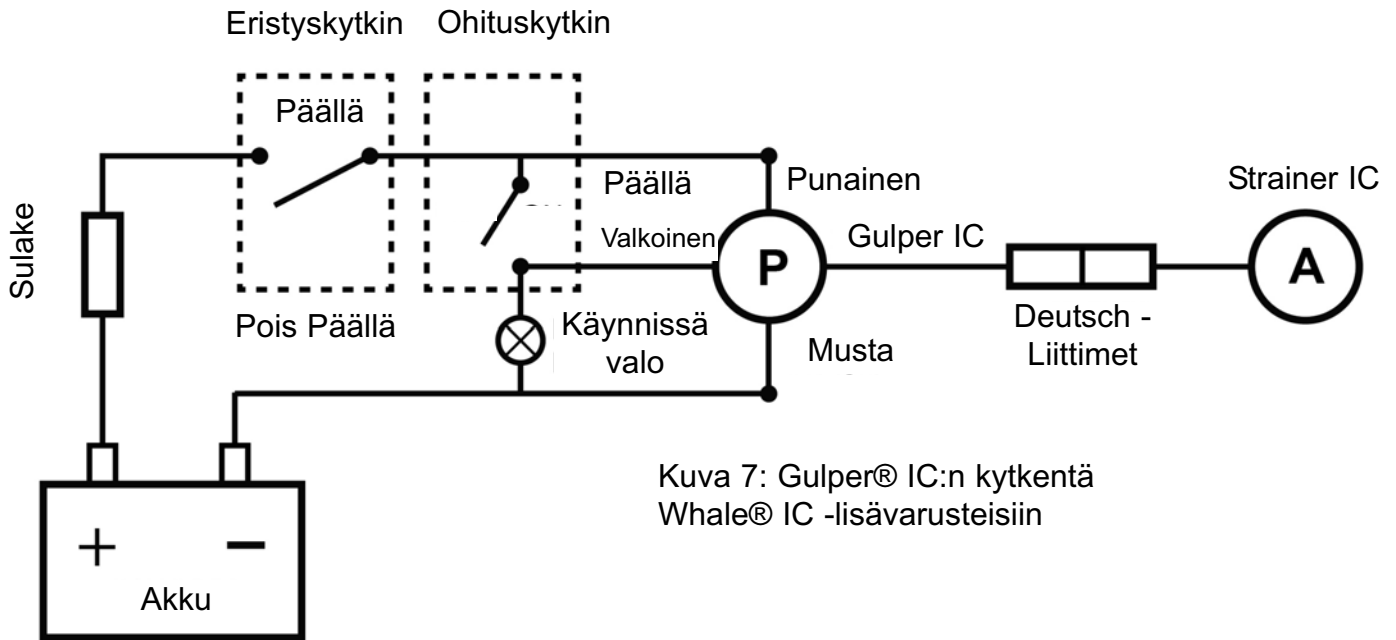 Eristyskytkin
Ohituskytkin
Päällä
Päällä
Punainen
Strainer IC
Sulake
Valkoinen
Gulper IC
P
A
Pois Päällä
Käynnissä
valo
Musta
Deutsch -
Liittimet
Kuva 7: Gulper® IC:n kytkentä
Whale® IC -lisävarusteisiin
+ −
Akku